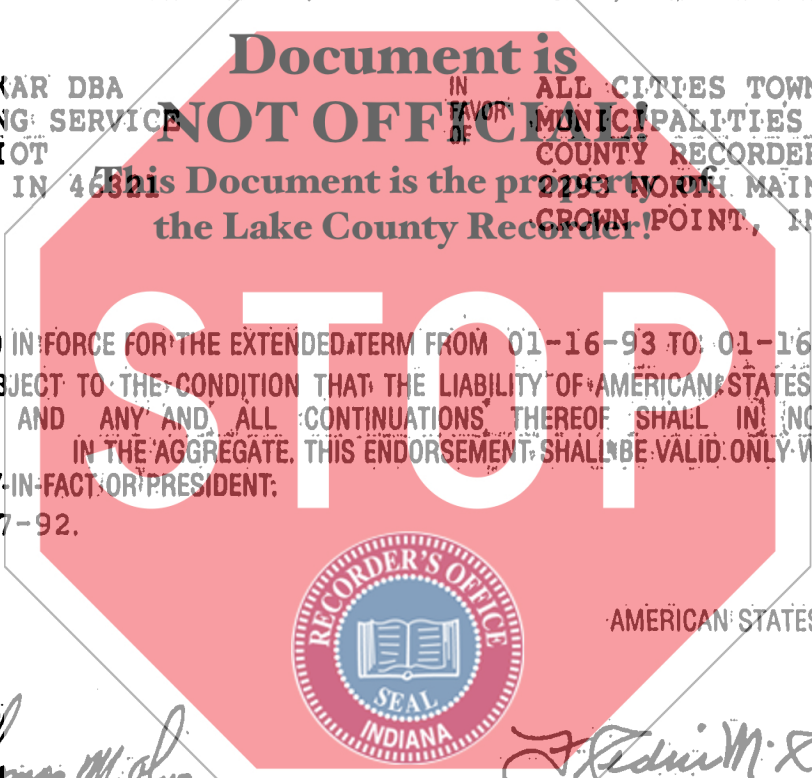 Document is
KAR DBA IN ALL CITIES TOWN
NG SERVICE FAVOR MUNICIPALITIES
NOT OFFICIAL!
IOT OF COUNTY RECORDER
IN 46321 2293 NORTH MAIN
This Document is the property of
CROWN POINT, IN
the Lake County Recorder!
STOP
IN FORCE FOR THE EXTENDED TERM FROM 01-16-93 TO 01-16
BJECT TO THE CONDITION THAT THE LIABILITY OF AMERICAN STATES
AND ANY AND ALL CONTINUATIONS THEREOF SHALL IN NO
IN THE AGGREGATE. THIS ENDORSEMENT SHALL BE VALID ONLY W
-IN-FACT OR PRESIDENT.
7-92.
RECORDER'S OFFICE
SEAL
INDIANA
AMERICAN STATES